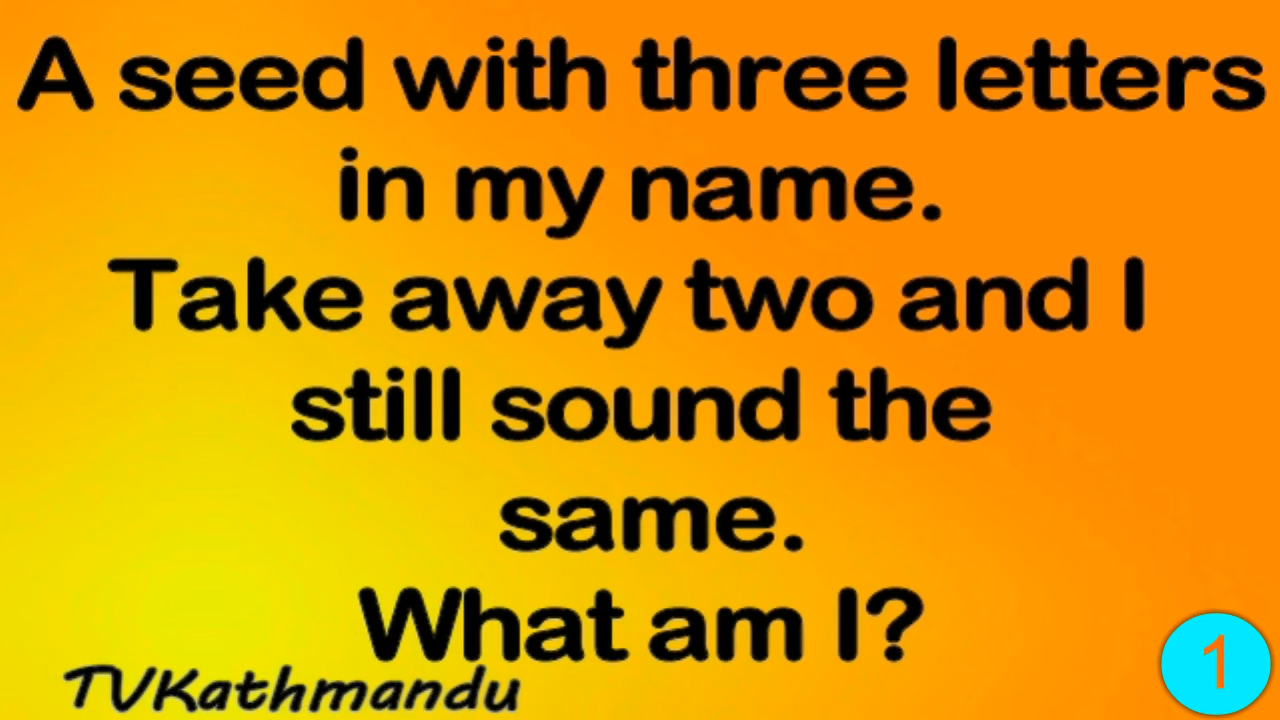 A seed with three letters
in my name.
Take away two and I
still sound the
same.
What am I?
TVKathmandu
1